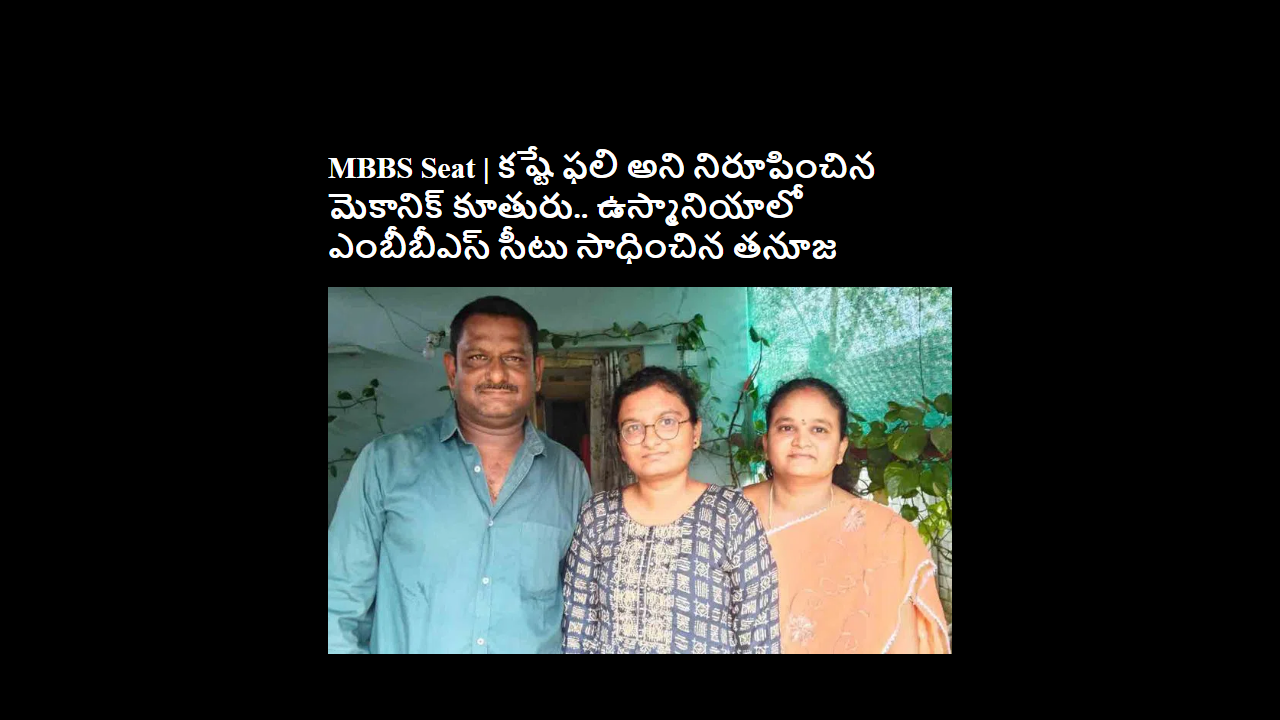 MBBS Seat | కష్టే ఫలి అని నిరూపించిన
మెకానిక్ కూతురు.. ఉస్మానియాలో
ఎంబీబీఎస్ సీటు సాధించిన తనూజ